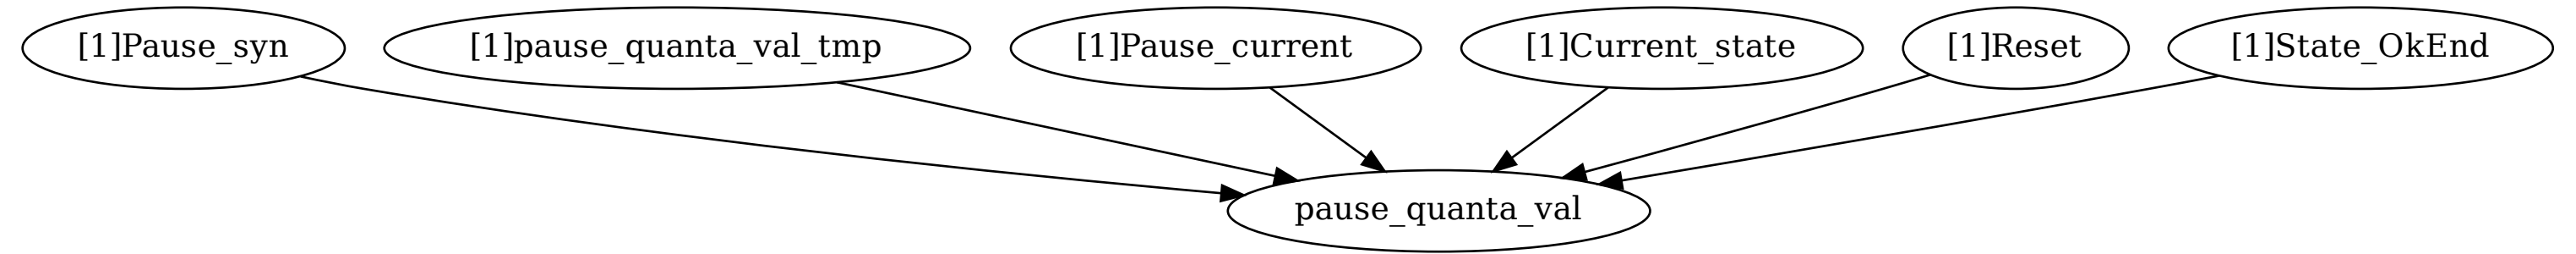 [1]Pause_syn
[1]pause_quanta_val_tmp
[1]Pause_current
[1]Current_state
[1]Reset
[1]State_OkEnd
pause_quanta_val